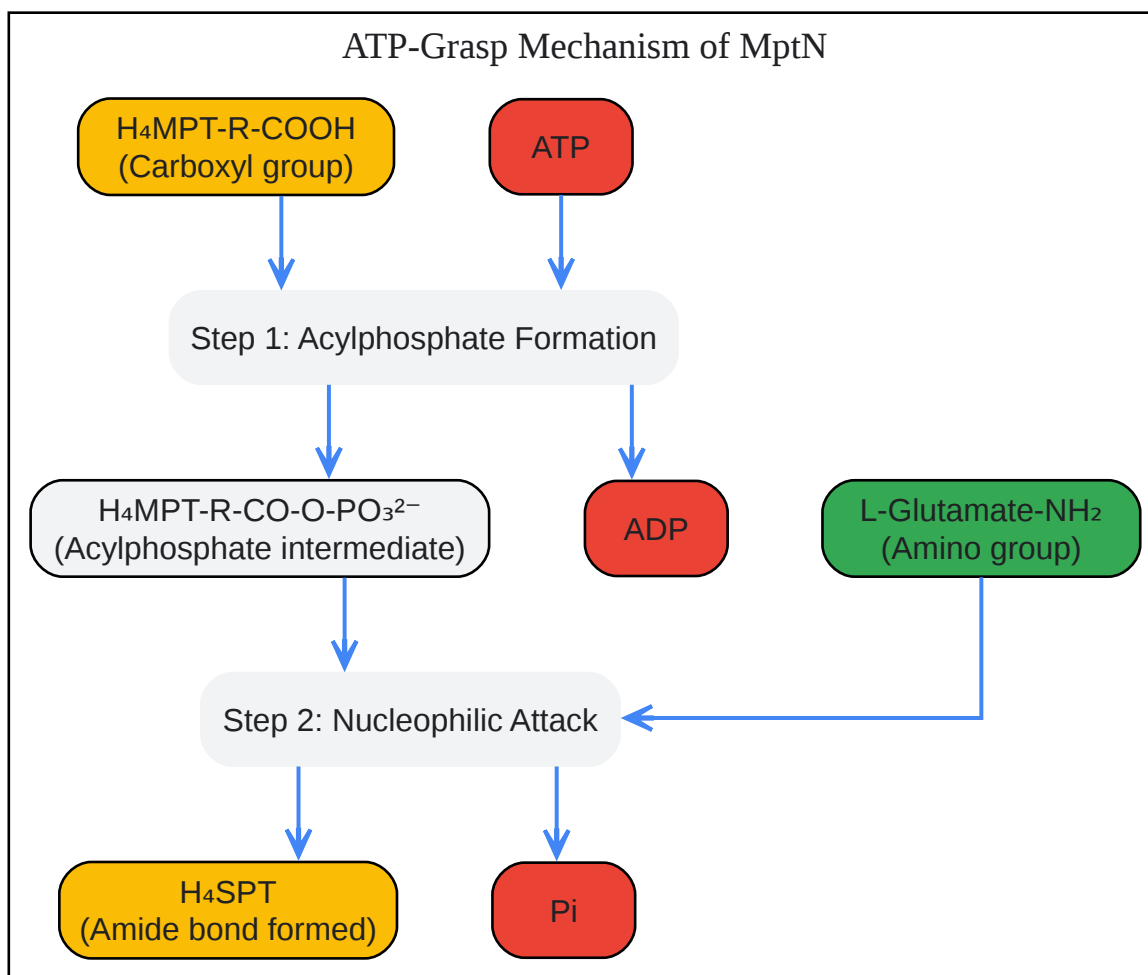 ATP-Grasp Mechanism of MptN
H₄MPT-R-COOH
(Carboxyl group)
ATP
Step 1: Acylphosphate Formation
H₄MPT-R-CO-O-PO₃²⁻
(Acylphosphate intermediate)
ADP
L-Glutamate-NH₂
(Amino group)
Step 2: Nucleophilic Attack
H₄SPT
(Amide bond formed)
Pi